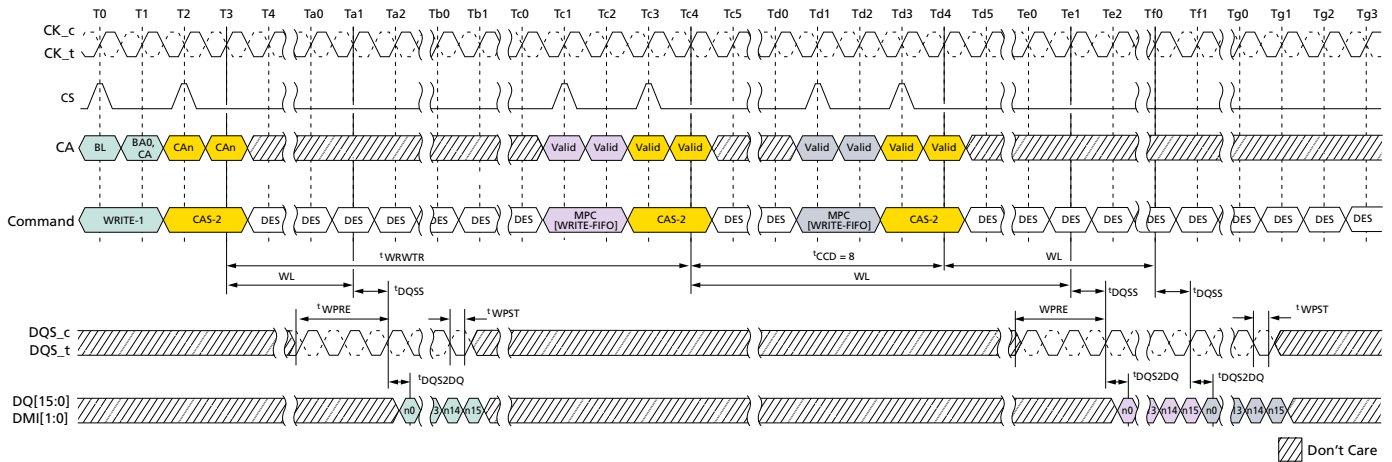 T0 T1 T2 T3 T4 Ta0 Ta1 Ta2 Tb0 Tb1 Tc0 Tc1 Tc2 Tc3 Tc4 Tc5 Td0 Td1 Td2 Td3 Td4 Td5 Te0 Te1 Te2 Tf0 Tf1 Tg0 Tg1 Tg2 Tg3
CK_c
CK_t
CS
CA BL BA0, CA CAn CAn Valid Valid Valid Valid Valid Valid Valid Valid
Command WRITE-1 CAS-2 DES DES DES DES DES DES DES MPC [WRITE-FIFO] CAS-2 DES DES MPC [WRITE-FIFO] CAS-2 DES DES DES DES DES DES DES DES DES DES
tWRWTR tCCD = 8 WL
WL WL
tDQSS tDQSS tDQSS
tWPRE tWPST WPRE tWPST
DQS_c
DQS_t
tDQS2DQ tDQS2DQ tDQS2DQ
DQ[15:0]
DMI[1:0]
n0 13 n14 n15 n0 13 n14 n15 n0 13 n14 n15
Don't Care